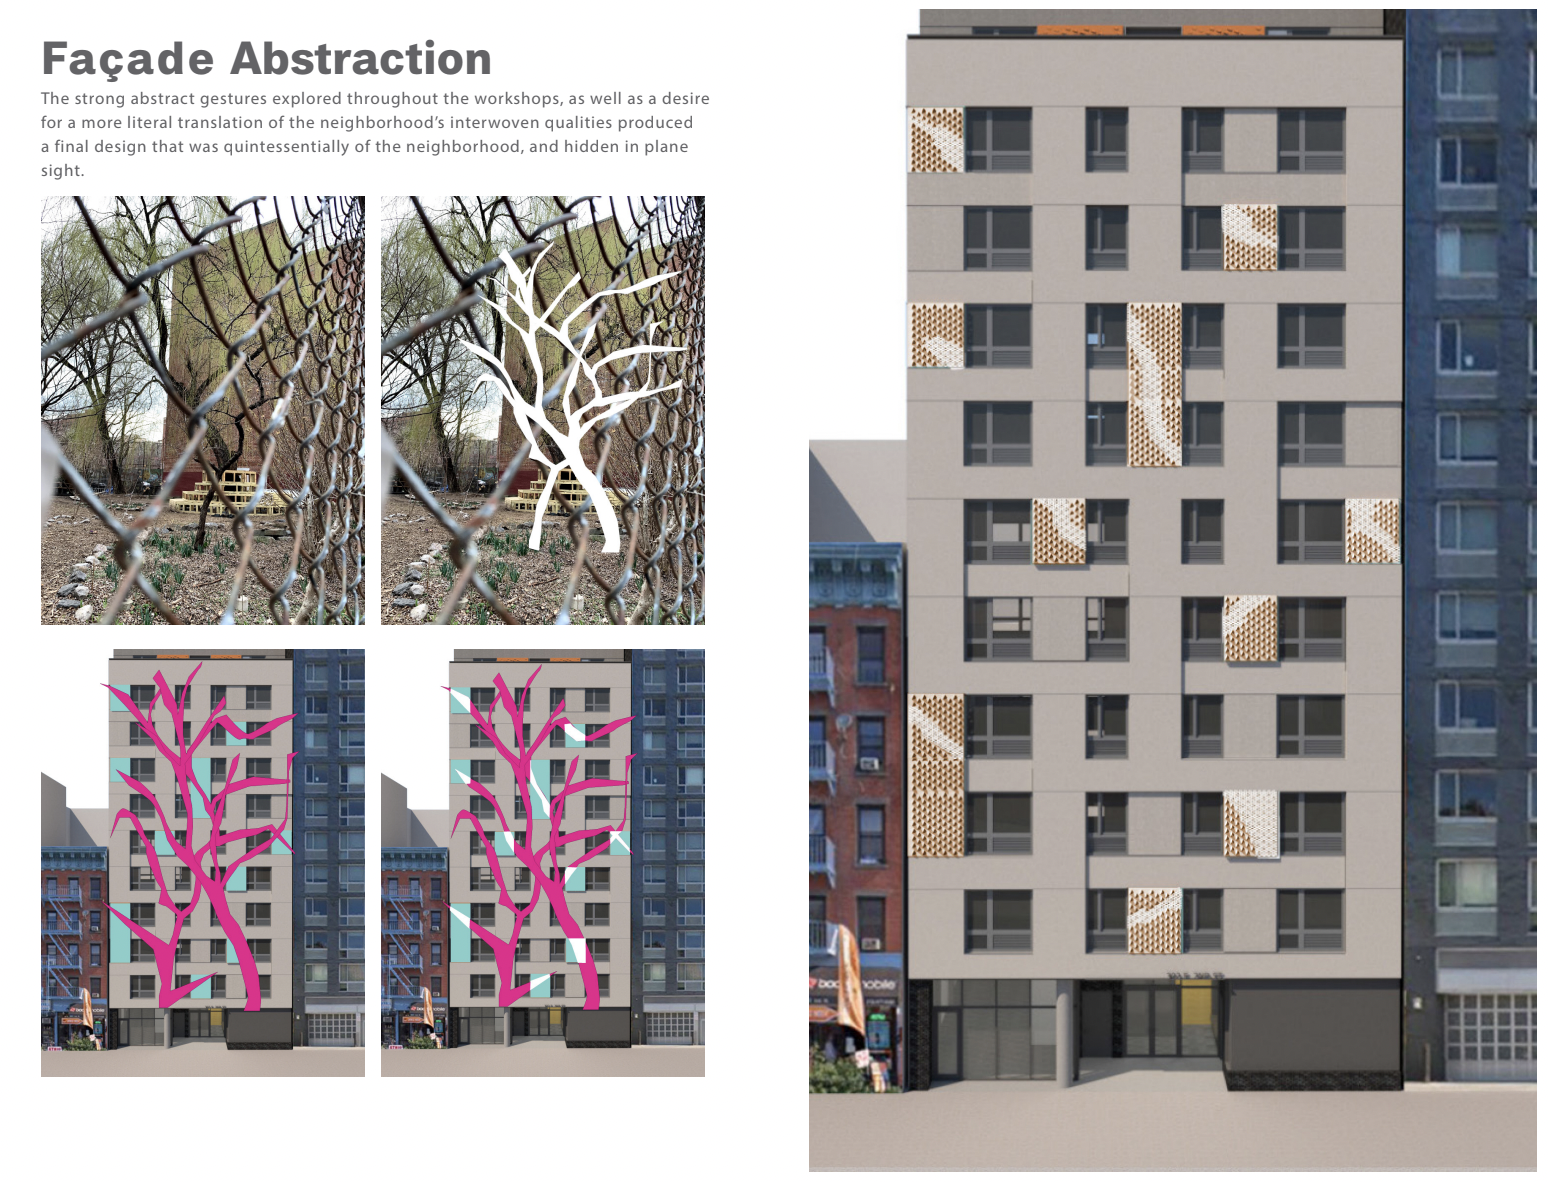 Façade Abstraction
The strong abstract gestures explored throughout the workshops, as well as a desire
for a more literal translation of the neighborhood’s interwoven qualities produced
a final design that was quintessentially of the neighborhood, and hidden in plane
sight.